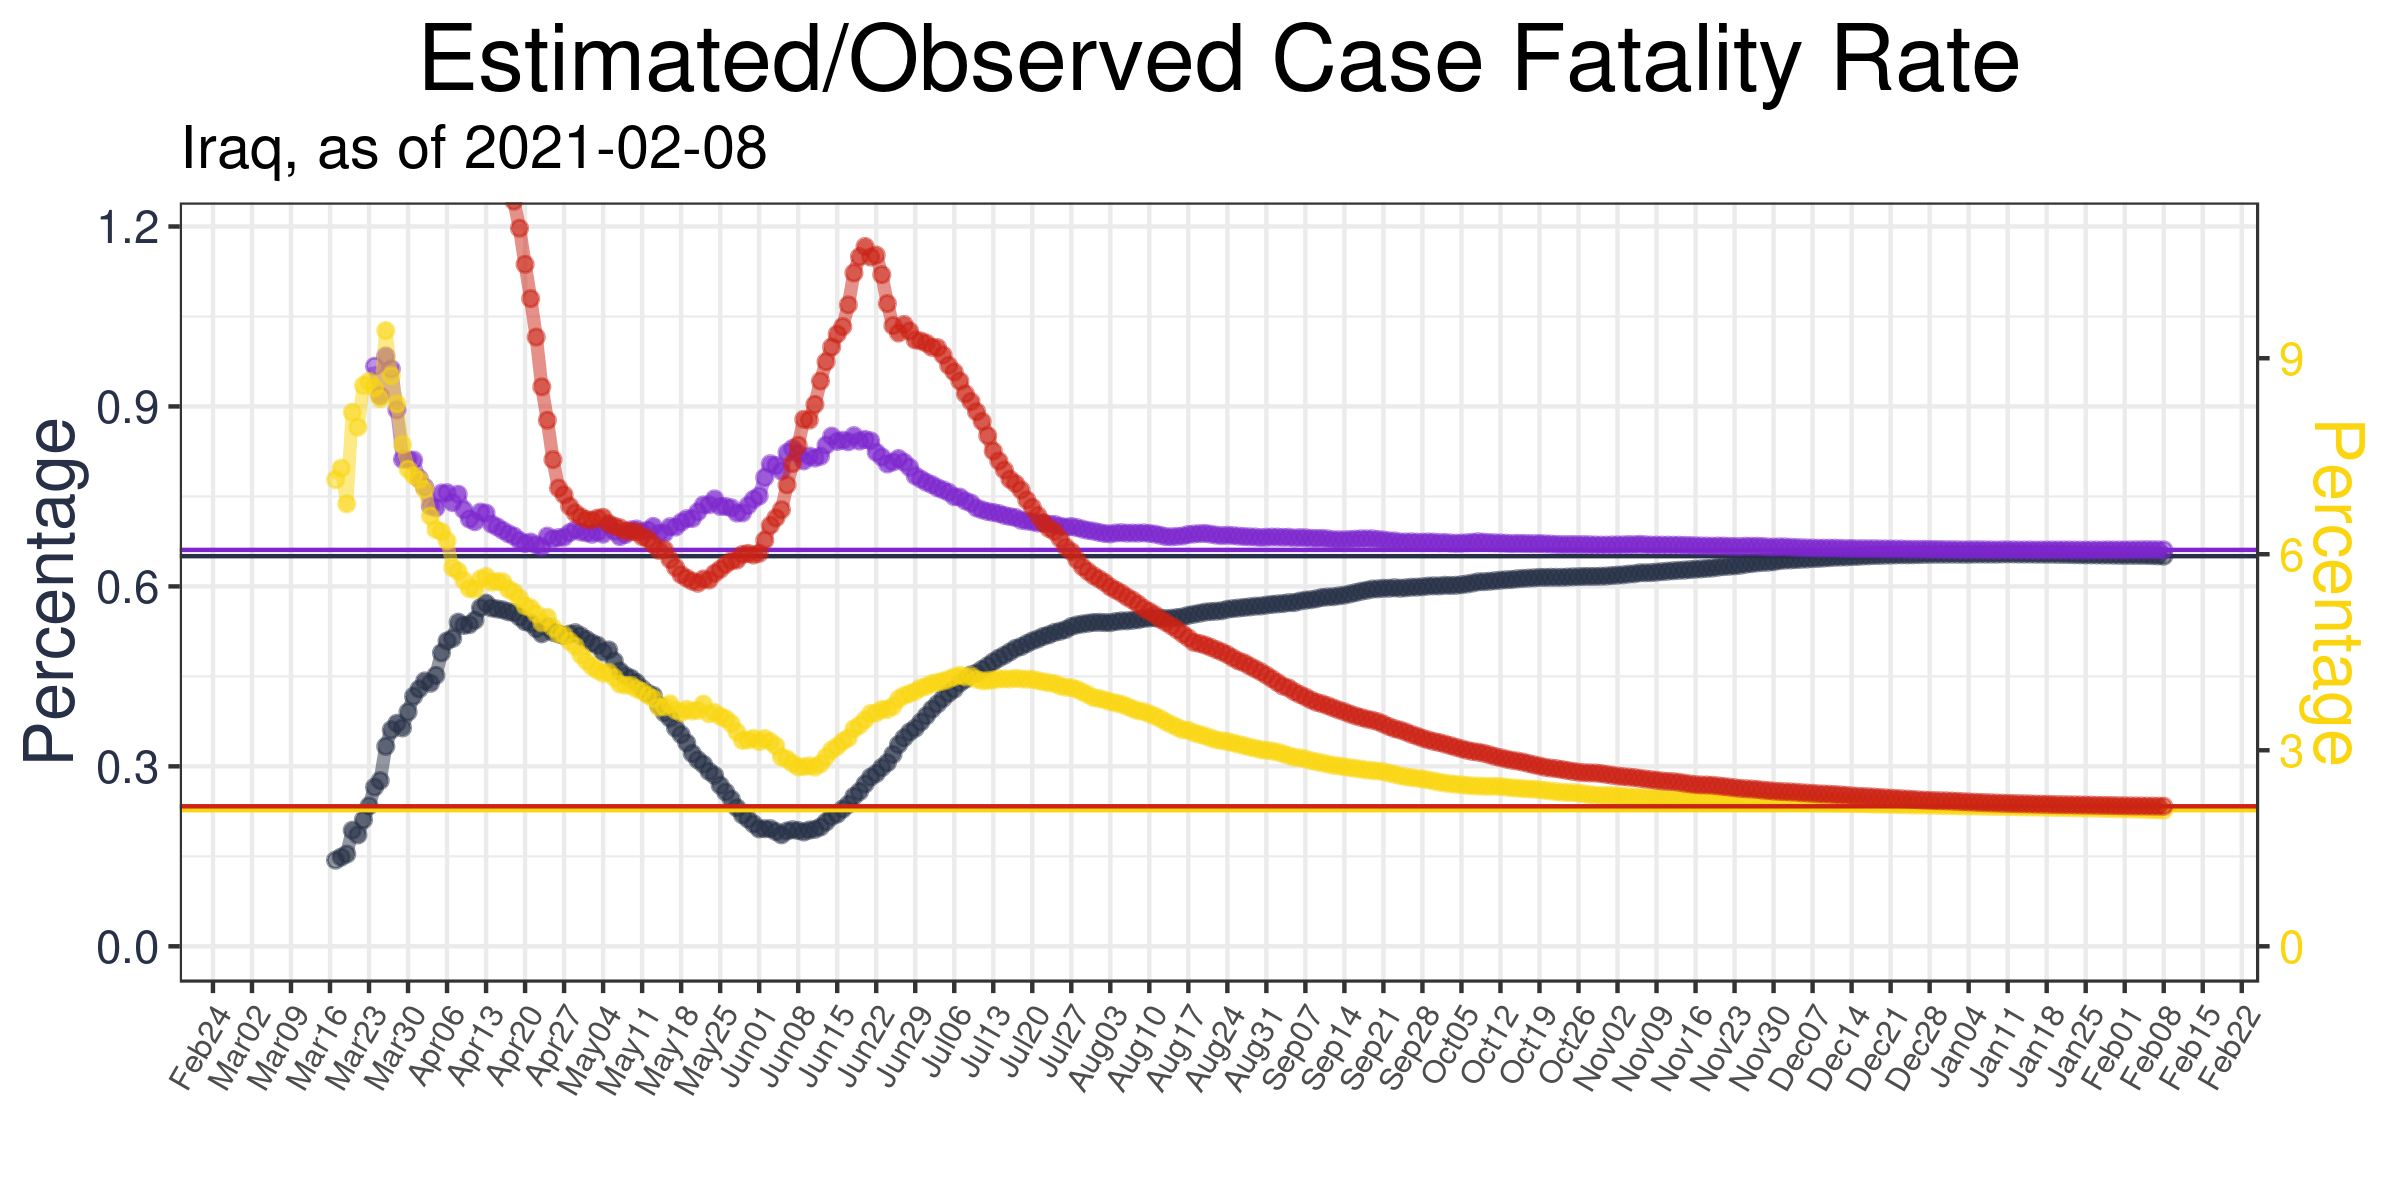 Estimated/Observed Case Fatality Rate
Iraq, as of 2021-02-08
Percentage
1.2
0.9
0.6
0.3
0.0
9
6
3
0
Percentage
Feb24
Mar02
Mar09
Mar16
Mar23
Mar30
Apr06
Apr13
Apr20
Apr27
May04
May11
May18
May25
Jun01
Jun08
Jun15
Jun22
Jun29
Jul06
Jul13
Jul20
Jul27
Aug03
Aug10
Aug17
Aug24
Aug31
Sep07
Sep14
Sep21
Sep28
Oct05
Oct12
Oct19
Oct26
Nov02
Nov09
Nov16
Nov23
Nov30
Dec07
Dec14
Dec21
Dec28
Jan04
Jan11
Jan18
Jan25
Feb01
Feb08
Feb15
Feb22